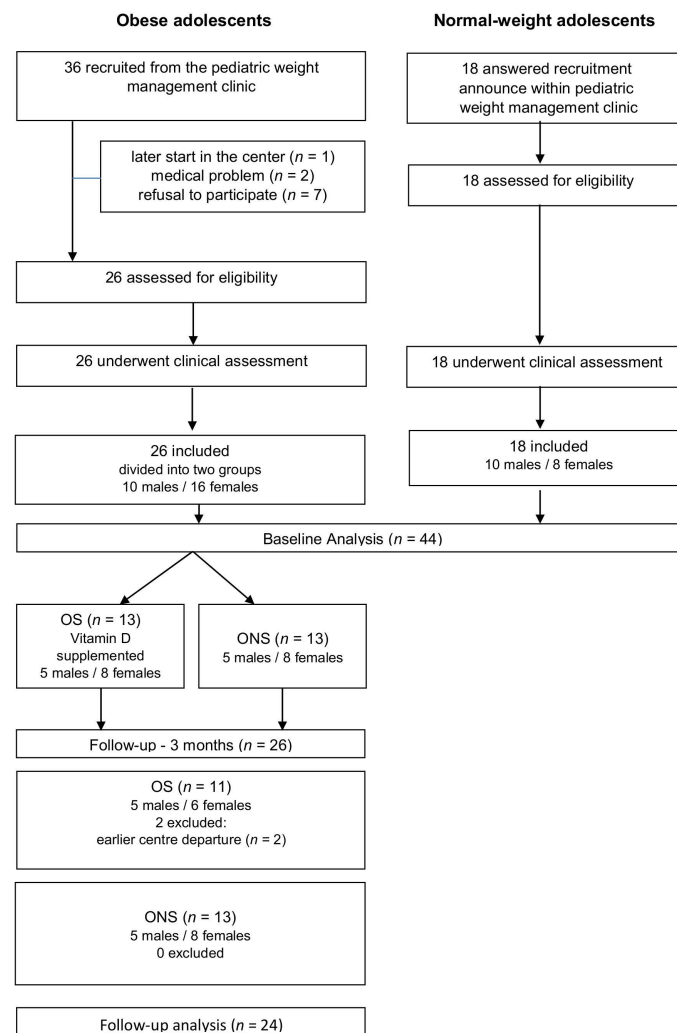 Obese adolescents
36 recruited from the pediatric weight
management clinic
later start in the center (n = 1)
medical problem (n = 2)
refusal to participate (n = 7)
26 assessed for eligibility
26 underwent clinical assessment
26 included
divided into two groups
10 males / 16 females
Normal-weight adolescents
18 answered recruitment
announce within pediatric
weight management clinic
18 assessed for eligibility
18 underwent clinical assessment
18 included
10 males / 8 females
Baseline Analysis (n = 44)
OS (n = 13)
Vitamin D
supplemented
5 males / 8 females
ONS (n = 13)
5 males / 8 females
Follow-up - 3 months (n = 26)
OS (n = 11)
5 males / 6 females
2 excluded:
earlier centre departure (n = 2)
ONS (n = 13)
5 males / 8 females
0 excluded
Follow-up analysis (n = 24)